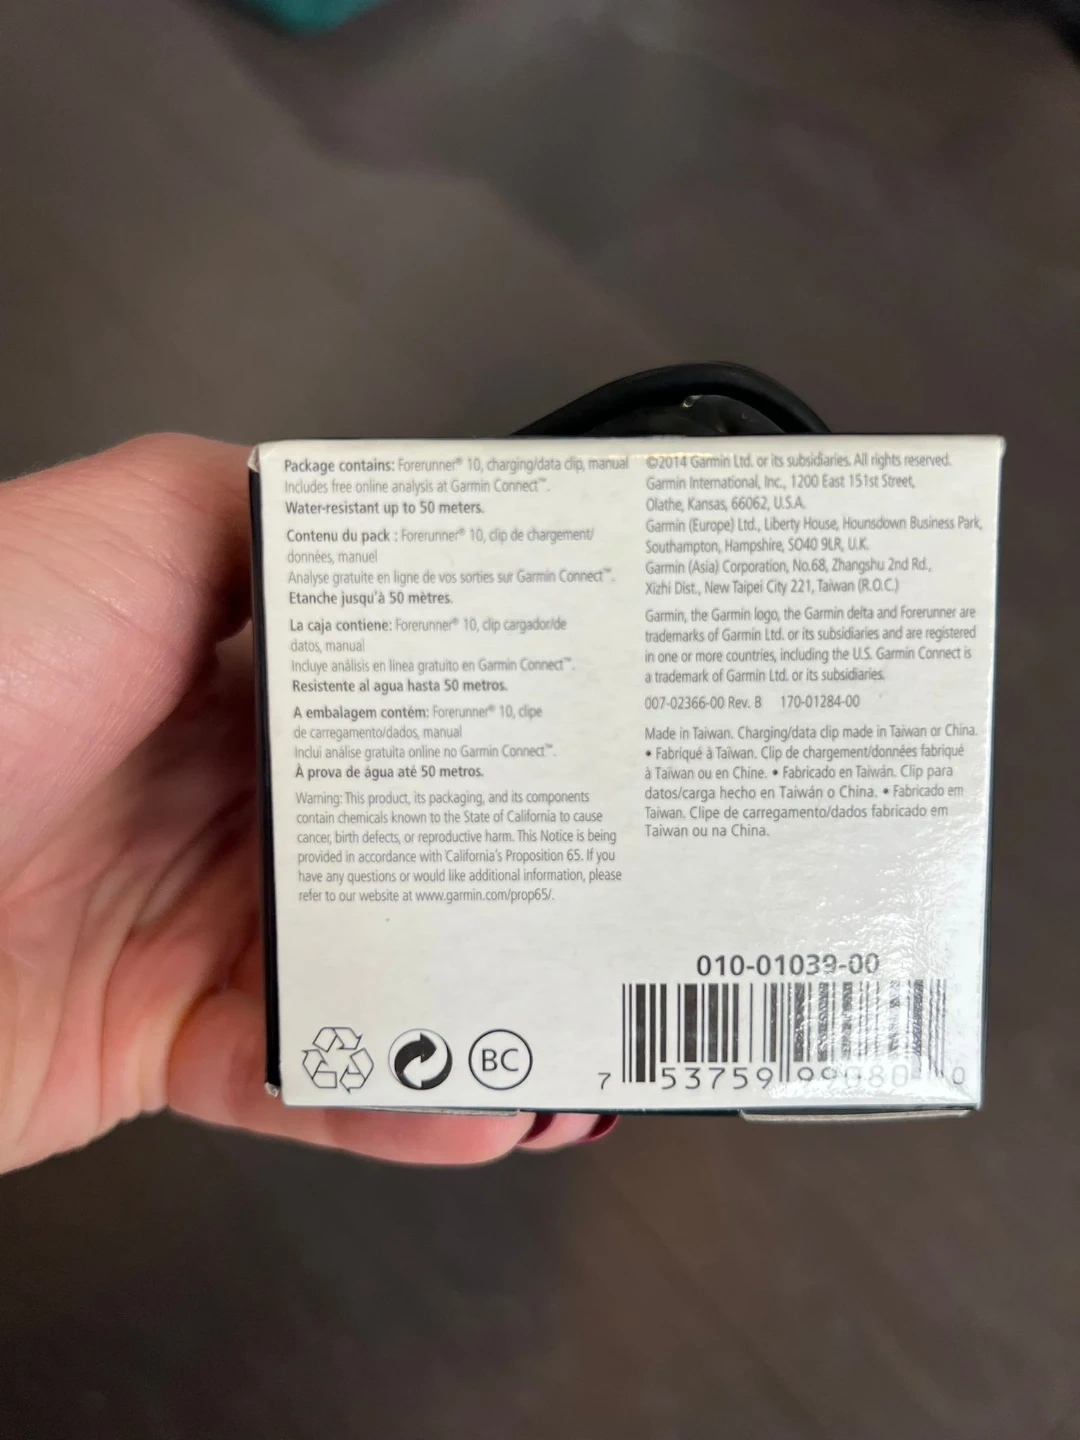 Package contains: Forerunner® 10, charging/data clip, manual
Includes free online analysis at Garmin Connect™.
Water-resistant up to 50 meters.
Contenu du pack : Forerunner® 10, clip de chargement/
données, manuel
Analyse gratuite en ligne de vos sorties sur Garmin Connect™.
Etanche jusqu'à 50 mètres.
La caja contiene: Forerunner® 10, clip cargador/de
datos, manual
Incluye análisis en línea gratuito en Garmin Connect™.
Resistente al agua hasta 50 metros.
A embalagem contém: Forerunner® 10, clipe
de carregamento/dados, manual
Inclui análise gratuita online no Garmin Connect™.
À prova de água até 50 metros.
Warning: This product, its packaging, and its components
contain chemicals known to the State of California to cause
cancer, birth defects, or reproductive harm. This Notice is being
provided in accordance with California's Proposition 65. If you
have any questions or would like additional information, please
refer to our website at www.garmin.com/prop65/.
©2014 Garmin Ltd. or its subsidiaries. All rights reserved.
Garmin International, Inc., 1200 East 151st Street,
Olathe, Kansas, 66062, U.S.A.
Garmin (Europe) Ltd., Liberty House, Hounsdown Business Park,
Southampton, Hampshire, SO40 9LR, U.K.
Garmin (Asia) Corporation, No.68, Zhangshu 2nd Rd.,
Xizhi Dist., New Taipei City 221, Taiwan (R.O.C.)
Garmin, the Garmin logo, the Garmin delta and Forerunner are
trademarks of Garmin Ltd. or its subsidiaries and are registered
in one or more countries, including the U.S. Garmin Connect is
a trademark of Garmin Ltd. or its subsidiaries.
007-02366-00 Rev. B 170-01284-00
Made in Taiwan. Charging/data clip made in Taiwan or China.
• Fabriqué à Taïwan. Clip de chargement/données fabriqué
à Taïwan ou en Chine. • Fabricado en Taiwán. Clip para
datos/carga hecho en Taiwán o China. • Fabricado em
Taiwan. Clipe de carregamento/dados fabricado em
Taiwan ou na China.
010-01039-00
7 53759 99080 0
BC